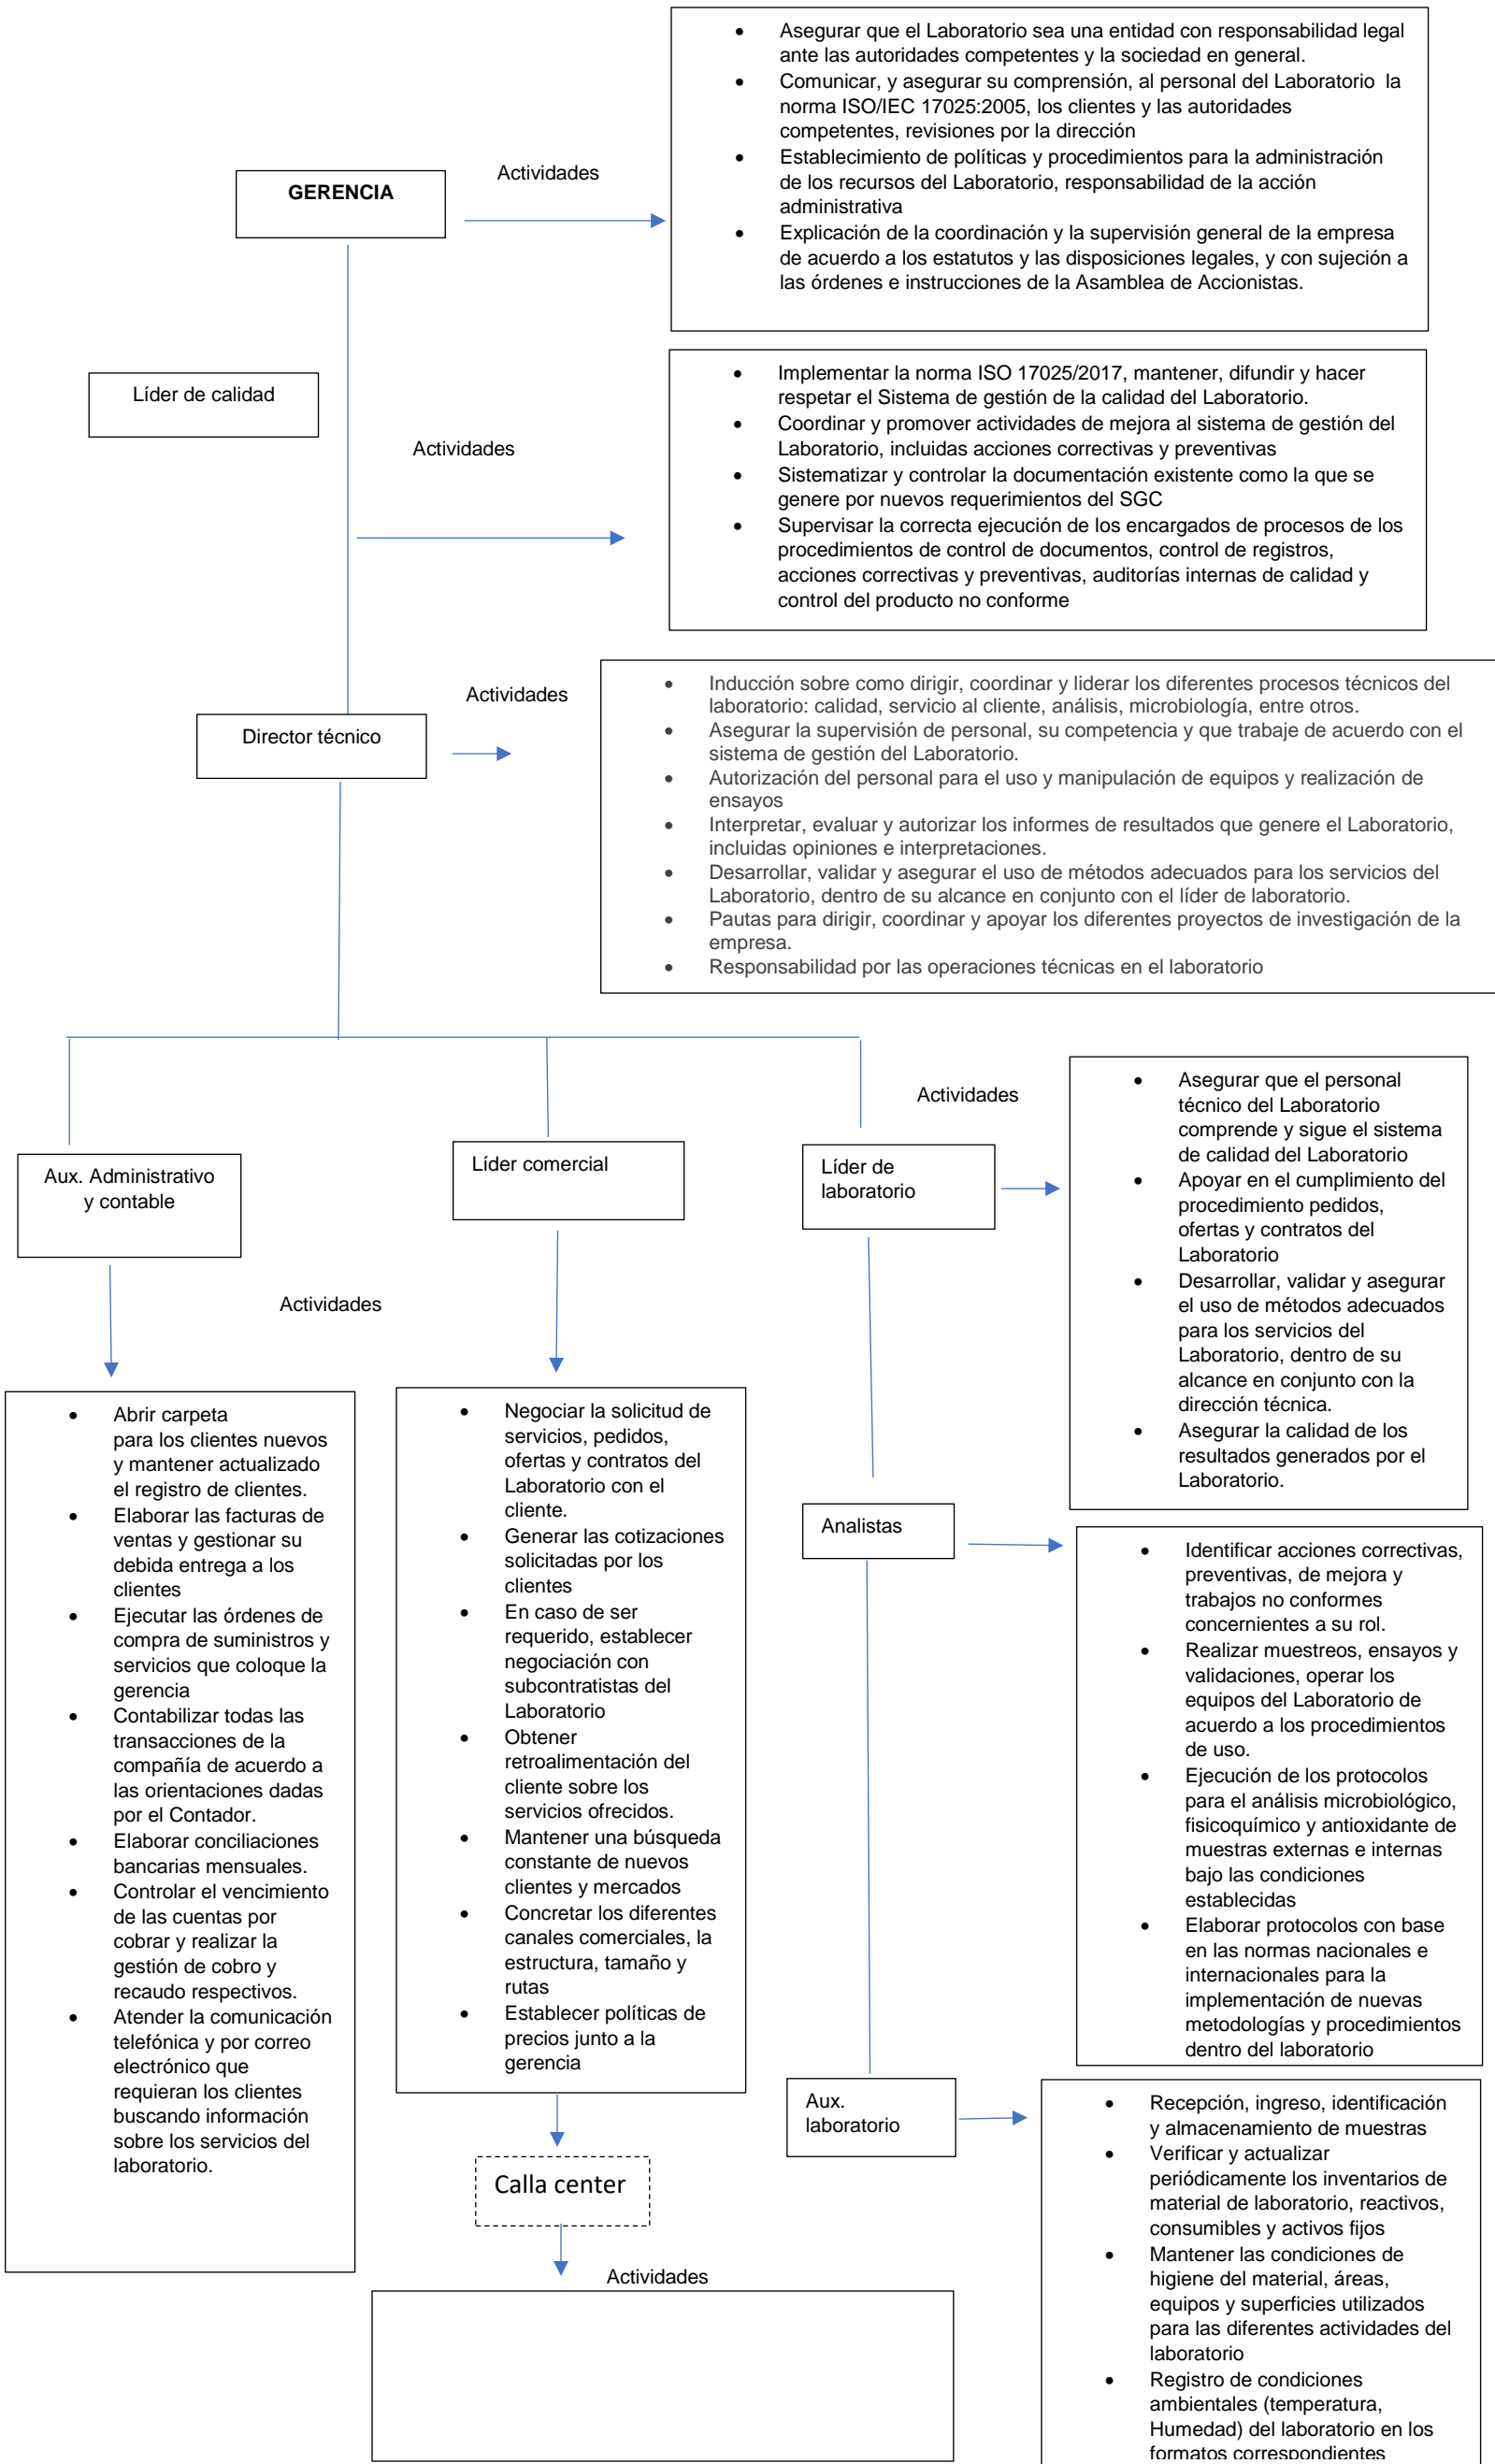 • Asegurar que el Laboratorio sea una entidad con responsabilidad legal
ante las autoridades competentes y la sociedad en general.
• Comunicar, y asegurar su comprensión, al personal del Laboratorio la
norma ISO/IEC 17025:2005, los clientes y las autoridades
competentes, revisiones por la dirección
• Establecimiento de políticas y procedimientos para la administración
de los recursos del Laboratorio, responsabilidad de la acción
administrativa
• Explicación de la coordinación y la supervisión general de la empresa
de acuerdo a los estatutos y las disposiciones legales, y con sujeción a
las órdenes e instrucciones de la Asamblea de Accionistas.
Actividades
GERENCIA
Líder de calidad
Actividades
• Implementar la norma ISO 17025/2017, mantener, difundir y hacer
respetar el Sistema de gestión de la calidad del Laboratorio.
• Coordinar y promover actividades de mejora al sistema de gestión del
Laboratorio, incluidas acciones correctivas y preventivas
• Sistematizar y controlar la documentación existente como la que se
genere por nuevos requerimientos del SGC
• Supervisar la correcta ejecución de los encargados de procesos de los
procedimientos de control de documentos, control de registros,
acciones correctivas y preventivas, auditorías internas de calidad y
control del producto no conforme
Actividades
Director técnico
• Inducción sobre como dirigir, coordinar y liderar los diferentes procesos técnicos del
laboratorio: calidad, servicio al cliente, análisis, microbiología, entre otros.
• Asegurar la supervisión de personal, su competencia y que trabaje de acuerdo con el
sistema de gestión del Laboratorio.
• Autorización del personal para el uso y manipulación de equipos y realización de
ensayos
• Interpretar, evaluar y autorizar los informes de resultados que genere el Laboratorio,
incluidas opiniones e interpretaciones.
• Desarrollar, validar y asegurar el uso de métodos adecuados para los servicios del
Laboratorio, dentro de su alcance en conjunto con el líder de laboratorio.
• Pautas para dirigir, coordinar y apoyar los diferentes proyectos de investigación de la
empresa.
• Responsabilidad por las operaciones técnicas en el laboratorio
Aux. Administrativo
y contable
Líder comercial
Líder de
laboratorio
Actividades
• Asegurar que el personal
técnico del Laboratorio
comprende y sigue el sistema
de calidad del Laboratorio
• Apoyar en el cumplimiento del
procedimiento pedidos,
ofertas y contratos del
Laboratorio
• Desarrollar, validar y asegurar
el uso de métodos adecuados
para los servicios del
Laboratorio, dentro de su
alcance en conjunto con la
dirección técnica.
• Asegurar la calidad de los
resultados generados por el
Laboratorio.
Actividades
• Abrir carpeta
para los clientes nuevos
y mantener actualizado
el registro de clientes.
• Elaborar las facturas de
ventas y gestionar su
debida entrega a los
clientes
• Ejecutar las órdenes de
compra de suministros y
servicios que coloque la
gerencia
• Contabilizar todas las
transacciones de la
compañía de acuerdo a
las orientaciones dadas
por el Contador.
• Elaborar conciliaciones
bancarias mensuales.
• Controlar el vencimiento
de las cuentas por
cobrar y realizar la
gestión de cobro y
recaudo respectivos.
• Atender la comunicación
telefónica y por correo
electrónico que
requieran los clientes
buscando información
sobre los servicios del
laboratorio.
• Negociar la solicitud de
servicios, pedidos,
ofertas y contratos del
Laboratorio con el
cliente.
• Generar las cotizaciones
solicitadas por los
clientes
• En caso de ser
requerido, establecer
negociación con
subcontratistas del
Laboratorio
• Obtener
retroalimentación del
cliente sobre los
servicios ofrecidos.
• Mantener una búsqueda
constante de nuevos
clientes y mercados
• Concretar los diferentes
canales comerciales, la
estructura, tamaño y
rutas
• Establecer políticas de
precios junto a la
gerencia
Calla center
Actividades
Analistas
• Identificar acciones correctivas,
preventivas, de mejora y
trabajos no conformes
concernientes a su rol.
• Realizar muestreos, ensayos y
validaciones, operar los
equipos del Laboratorio de
acuerdo a los procedimientos
de uso.
• Ejecución de los protocolos
para el análisis microbiológico,
fisicoquímico y antioxidante de
muestras externas e internas
bajo las condiciones
establecidas
• Elaborar protocolos con base
en las normas nacionales e
internacionales para la
implementación de nuevas
metodologías y procedimientos
dentro del laboratorio
Aux.
laboratorio
• Recepción, ingreso, identificación
y almacenamiento de muestras
• Verificar y actualizar
periódicamente los inventarios de
material de laboratorio, reactivos,
consumibles y activos fijos
• Mantener las condiciones de
higiene del material, áreas,
equipos y superficies utilizados
para las diferentes actividades del
laboratorio
• Registro de condiciones
ambientales (temperatura,
Humedad) del laboratorio en los
formatos correspondientes